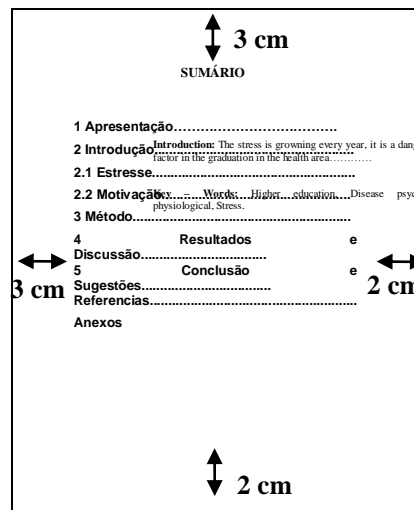 3 cm
SUMÁRIO
1 Apresentação……………………………….
2 Introdução......................................................
Introduction: The stress is growning every year, it is a dang
factor in the graduation in the health area…………
2.1 Estresse.......................................................
2.2 Motivação....................................................
Key – Words: Higher education, Disease psyc
physiological, Stress.
3 Método...........................................................
4 Resultados e
Discussão..................................
5 Conclusão e
Sugestões...................................
Referencias........................................................
Anexos
3 cm
2 cm
2 cm